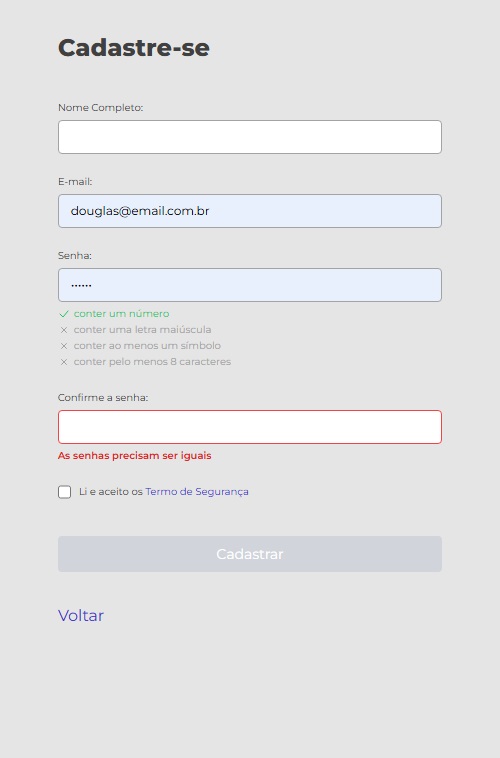 Cadastre-se
Nome Completo:
E-mail:
douglas@email.com.br
Senha:
••••••
conter um número
conter uma letra maiúscula
conter ao menos um símbolo
conter pelo menos 8 caracteres
Confirme a senha:
As senhas precisam ser iguais
Li e aceito os Termo de Segurança
Cadastrar
Voltar